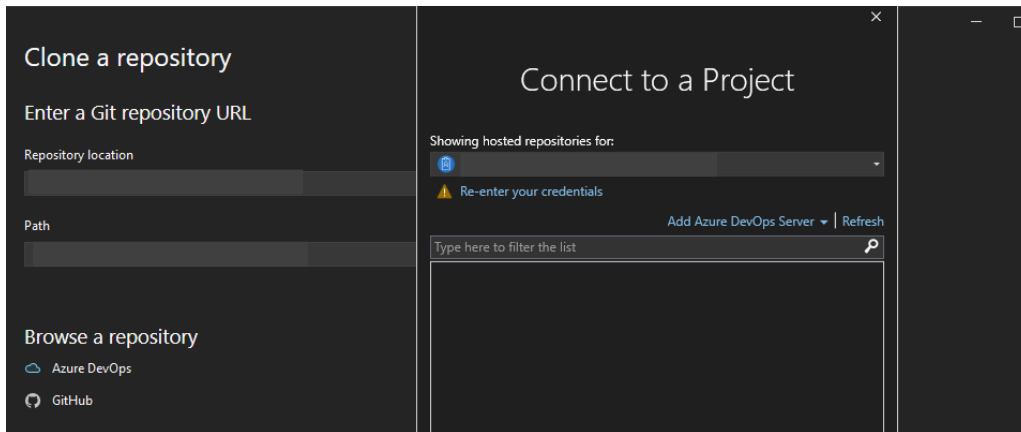 Clone a repository
Enter a Git repository URL
Repository location
Path
Browse a repository
Azure DevOps
GitHub
Connect to a Project
Showing hosted repositories for:
Re-enter your credentials
Add Azure DevOps Server Refresh
Type here to filter the list